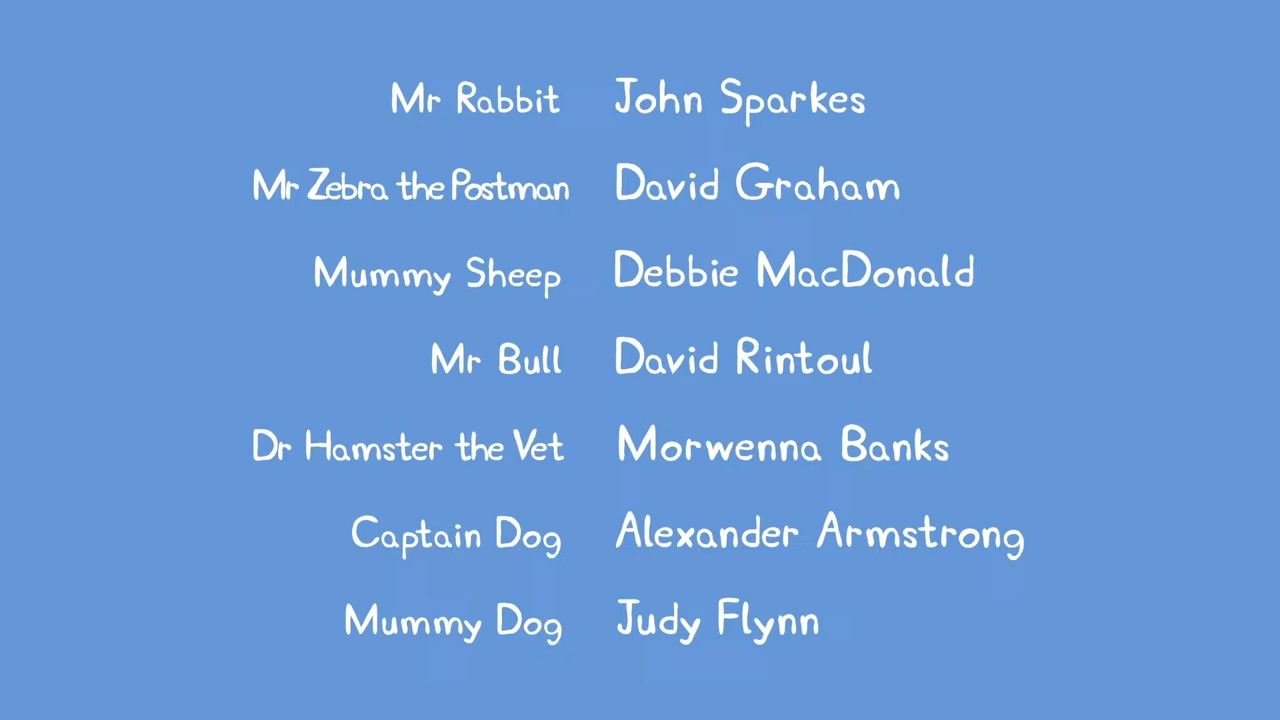 Mr Rabbit John Sparkes
Mr Zebra the Postman David Graham
Mummy Sheep Debbie MacDonald
Mr Bull David Rintoul
Dr Hamster the Vet Morwenna Banks
Captain Dog Alexander Armstrong
Mummy Dog Judy Flynn